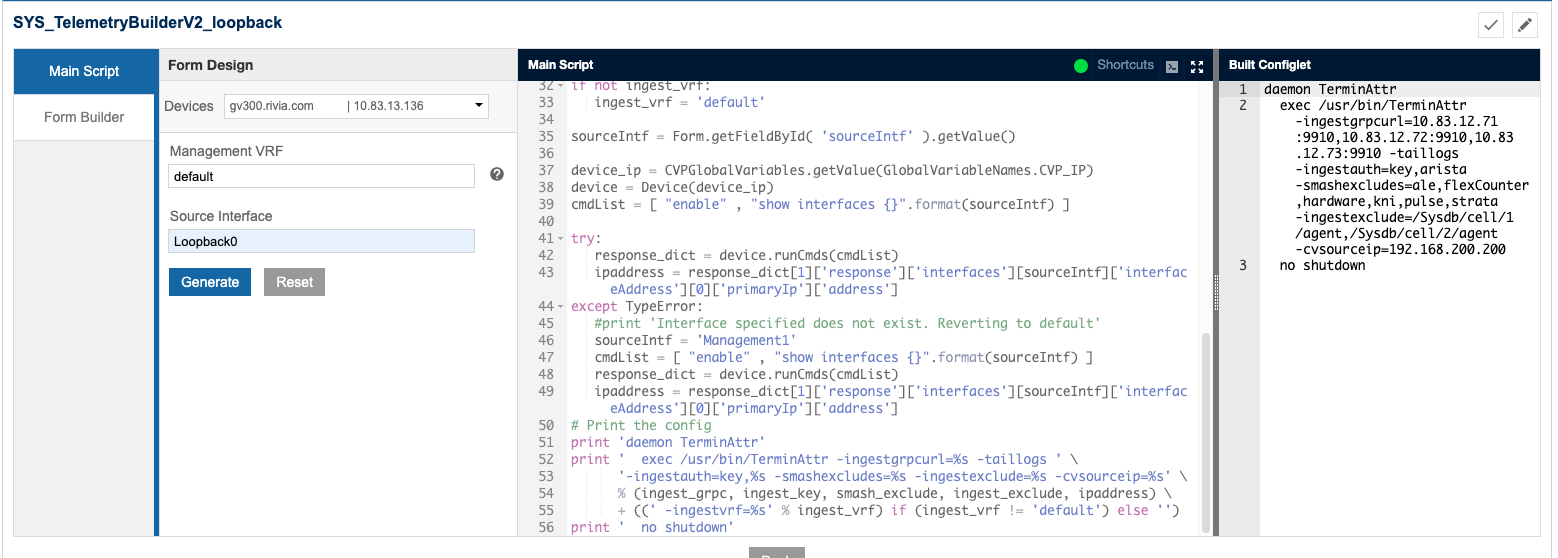 SYS_TelemetryBuilderV2_loopback
Main Script
Form Builder
Form Design
Devices
gv300.rivia.com | 10.83.13.136
Management VRF
default
Source Interface
Loopback0
Generate
Reset
Main Script
Shortcuts
32 if not ingest_vrf:
33     ingest_vrf = 'default'
34
35 sourceIntf = Form.getFieldById( 'sourceIntf' ).getValue()
36
37 device_ip = CVPGlobalVariables.getValue(GlobalVariableNames.CVP_IP)
38 device = Device(device_ip)
39 cmdList = [ "enable" , "show interfaces {}".format(sourceIntf) ]
40
41 try:
42     response_dict = device.runCmds(cmdList)
43     ipaddress = response_dict[1]['response']['interfaces'][sourceIntf]['interfac
eAddress'][0]['primaryIp']['address']
44 except TypeError:
45     #print 'Interface specified does not exist. Reverting to default'
46     sourceIntf = 'Management1'
47     cmdList = [ "enable" , "show interfaces {}".format(sourceIntf) ]
48     response_dict = device.runCmds(cmdList)
49     ipaddress = response_dict[1]['response']['interfaces'][sourceIntf]['interfac
eAddress'][0]['primaryIp']['address']
50 # Print the config
51 print 'daemon TerminAttr'
52 print '  exec /usr/bin/TerminAttr -ingestgrpcurl=%s -taillogs ' \
53       '-ingestauth=key,%s -smashexcludes=%s -ingestexclude=%s -cvsourceip=%s' \
54       % (ingest_grpc, ingest_key, smash_exclude, ingest_exclude, ipaddress) \
55       + ((' -ingestvrf=%s' % ingest_vrf) if (ingest_vrf != 'default') else '')
56 print '  no shutdown'
Built Configlet
1 daemon TerminAttr
2   exec /usr/bin/TerminAttr
-ingestgrpcurl=10.83.12.71
:9910,10.83.12.72:9910,10.83
.12.73:9910 -taillogs
-ingestauth=key,arista
-smashexcludes=ale,flexCounter
,hardware,kni,pulse,strata
-ingestexclude=/Sysdb/cell/1
/agent,/Sysdb/cell/2/agent
-cvsourceip=192.168.200.200
3   no shutdown